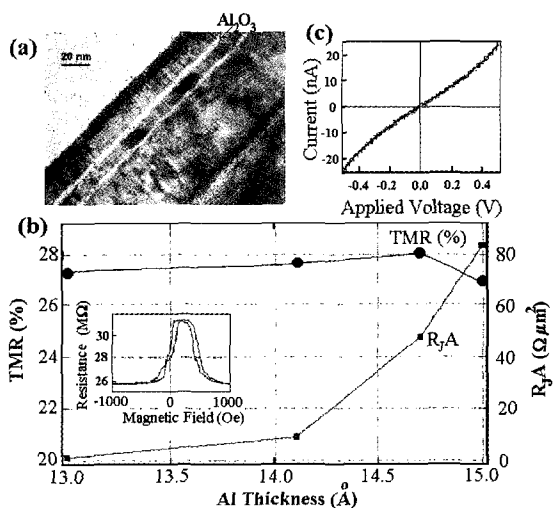 (a)
Al₂O₃
20 nm
(c)
Current (nA)
20
10
0
-10
-20
-0.4 -0.2 0.0 0.2 0.4
Applied Voltage (V)
(b)
TMR (%)
28
26
24
22
20
TMR (%)
R_JA
Resistance (MΩ)
30
28
26
-1000 0 1000
Magnetic Field (Oe)
R_JA (Ωμm²)
80
60
40
20
0
13.0 13.5 14.0 14.5 15.0
Al Thickness (Å)